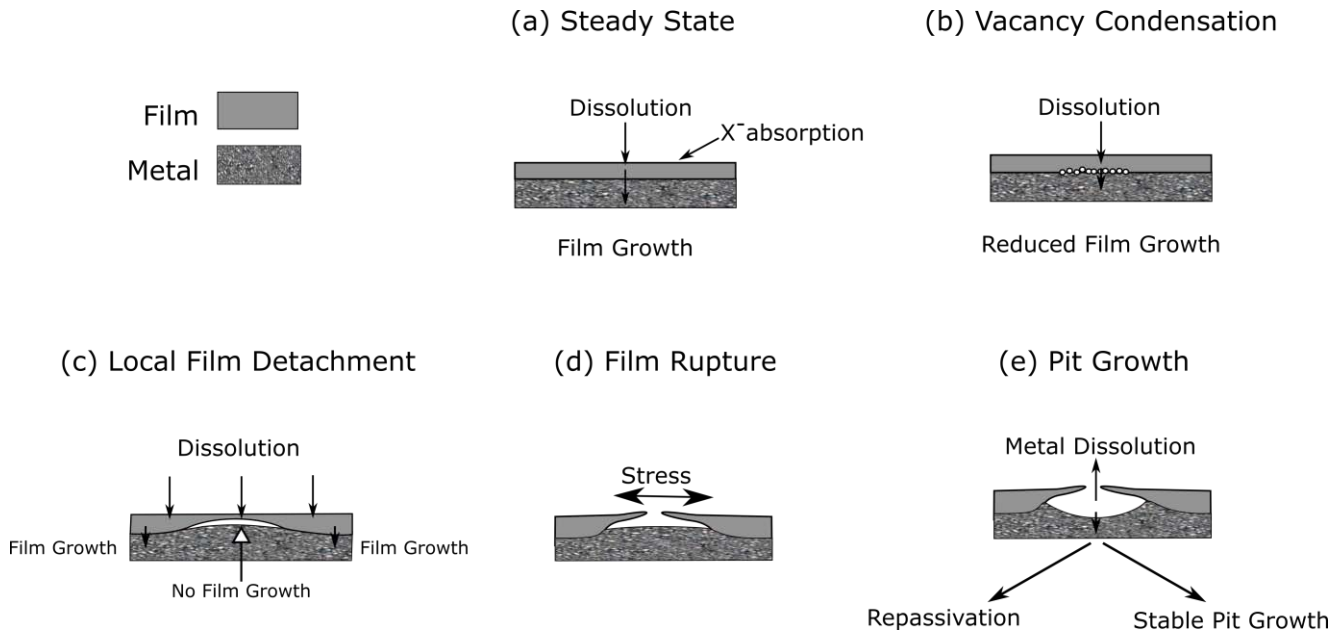 (a) Steady State
(b) Vacancy Condensation
Film
Metal
Dissolution
X⁻absorption
Film Growth
Dissolution
Reduced Film Growth
(c) Local Film Detachment
(d) Film Rupture
(e) Pit Growth
Dissolution
Film Growth
Film Growth
No Film Growth
Stress
Metal Dissolution
Repassivation
Stable Pit Growth